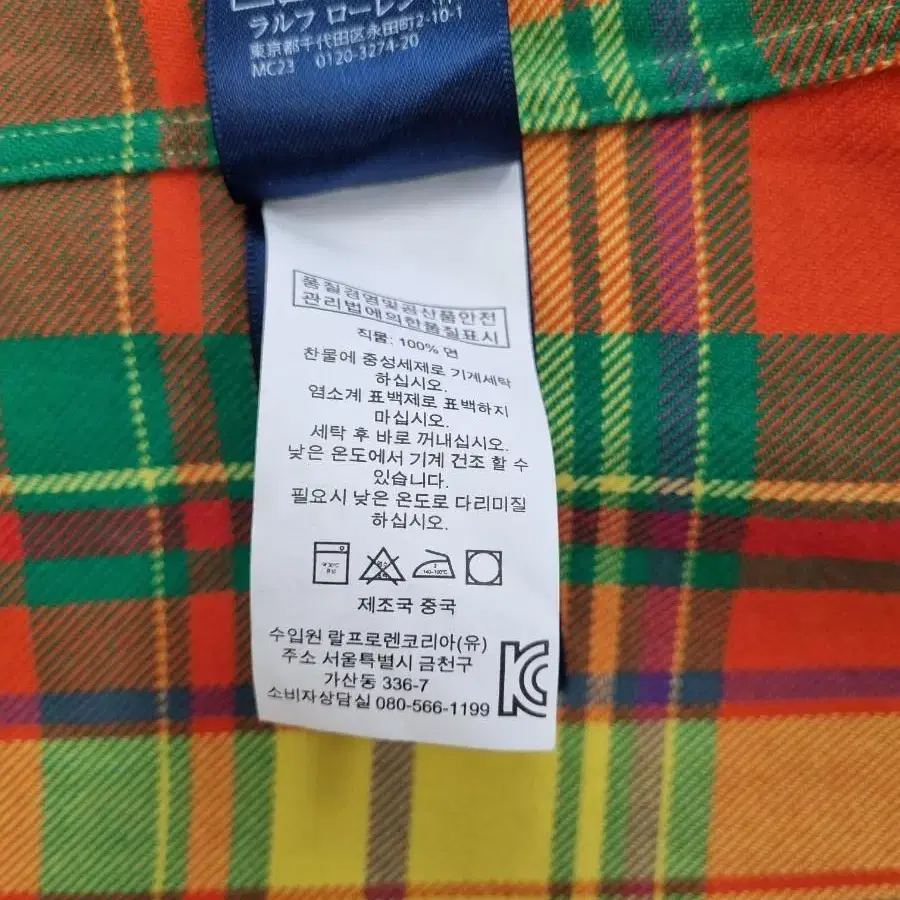 ラルフ ローレン
東京都千代田区永田町2-10-1
MC23 0120-3274-20
품질경영및공산품안전
관리법에의한품질표시
직물: 100% 면
찬물에 중성세제로 기계세탁
하십시오.
염소계 표백제로 표백하지
마십시오.
세탁 후 바로 꺼내십시오.
낮은 온도에서 기계 건조 할 수
있습니다.
필요시 낮은 온도로 다리미질
하십시오.
제조국 중국
수입원 랄프로렌코리아(유)
주소 서울특별시 금천구
가산동 336-7
소비자상담실 080-566-1199